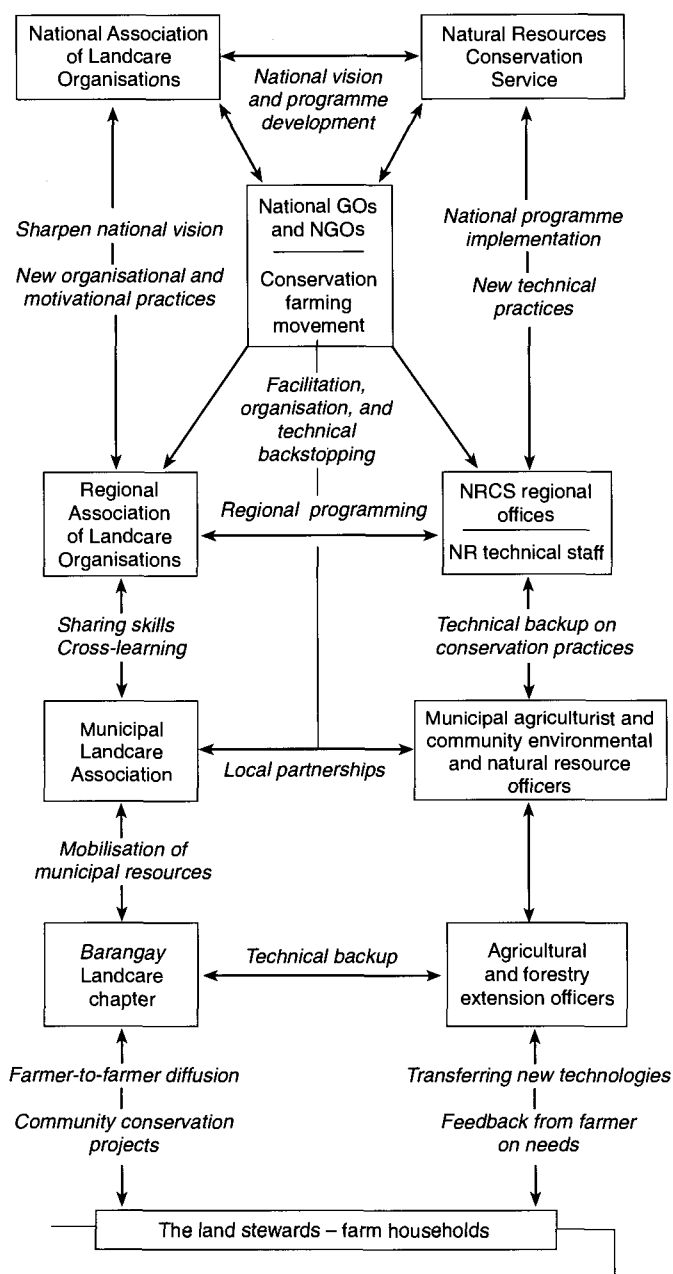 National Association
of Landcare
Organisations
Natural Resources
Conservation
Service
National vision
and programme
development
National GOs
and NGOs
Conservation
farming
movement
Sharpen national vision
New organisational and
motivational practices
National programme
implementation
New technical
practices
Facilitation,
organisation, and
technical
backstopping
Regional
Association
of Landcare
Organisations
Regional programming
NRCS regional
offices
NR technical staff
Sharing skills
Cross-learning
Technical backup on
conservation practices
Municipal
Landcare
Association
Local partnerships
Municipal agriculturist and
community environmental
and natural resource
officers
Mobilisation of
municipal resources
Barangay
Landcare
chapter
Technical backup
Agricultural
and forestry
extension officers
Farmer-to-farmer diffusion
Community conservation
projects
Transferring new technologies
Feedback from farmer
on needs
The land stewards – farm households